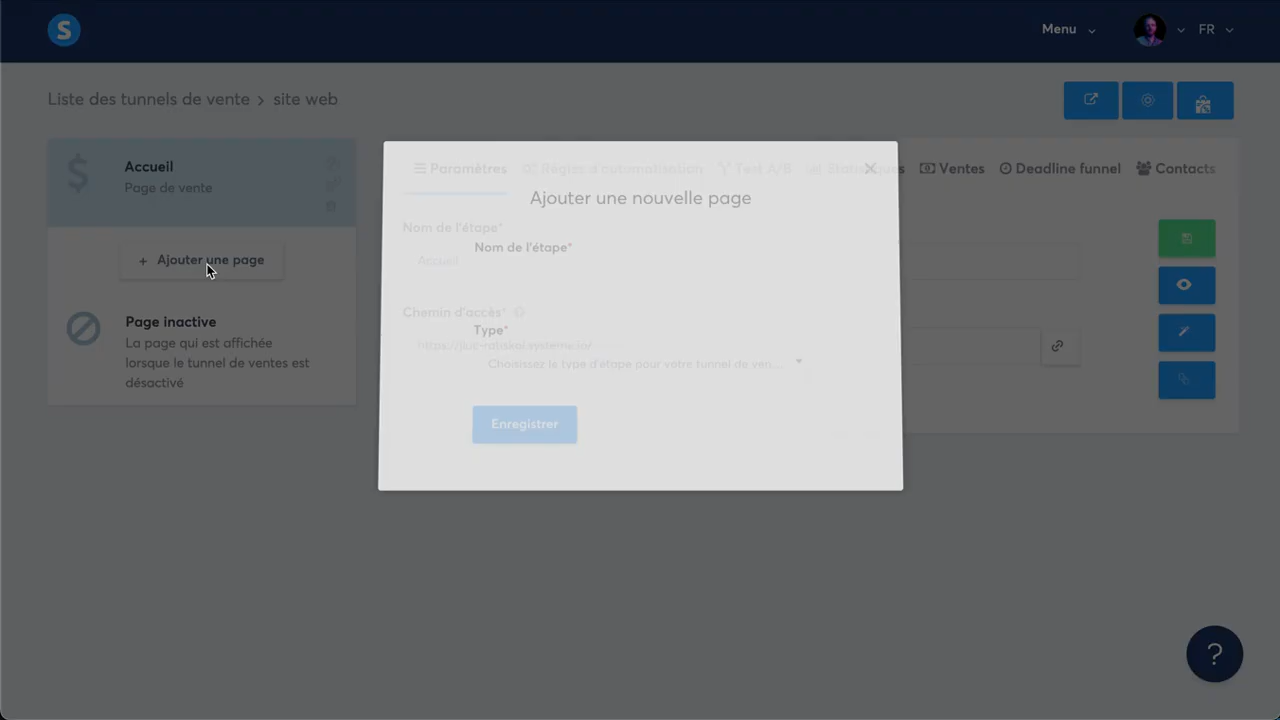 S
Menu
FR
Liste des tunnels de vente > site web
Accueil
Page de vente
+ Ajouter une page
Page inactive
La page qui est affichée
lorsque le tunnel de ventes est
désactivé
Paramètres
Règles d'automatisation
Test A/B
Statistiques
Ventes
Deadline funnel
Contacts
Ajouter une nouvelle page
Nom de l'étape*
Nom de l'étape*
Accueil
Chemin d'accès*
Type*
Choisissez le type d'étape pour votre tunnel de ven...
Enregistrer
?